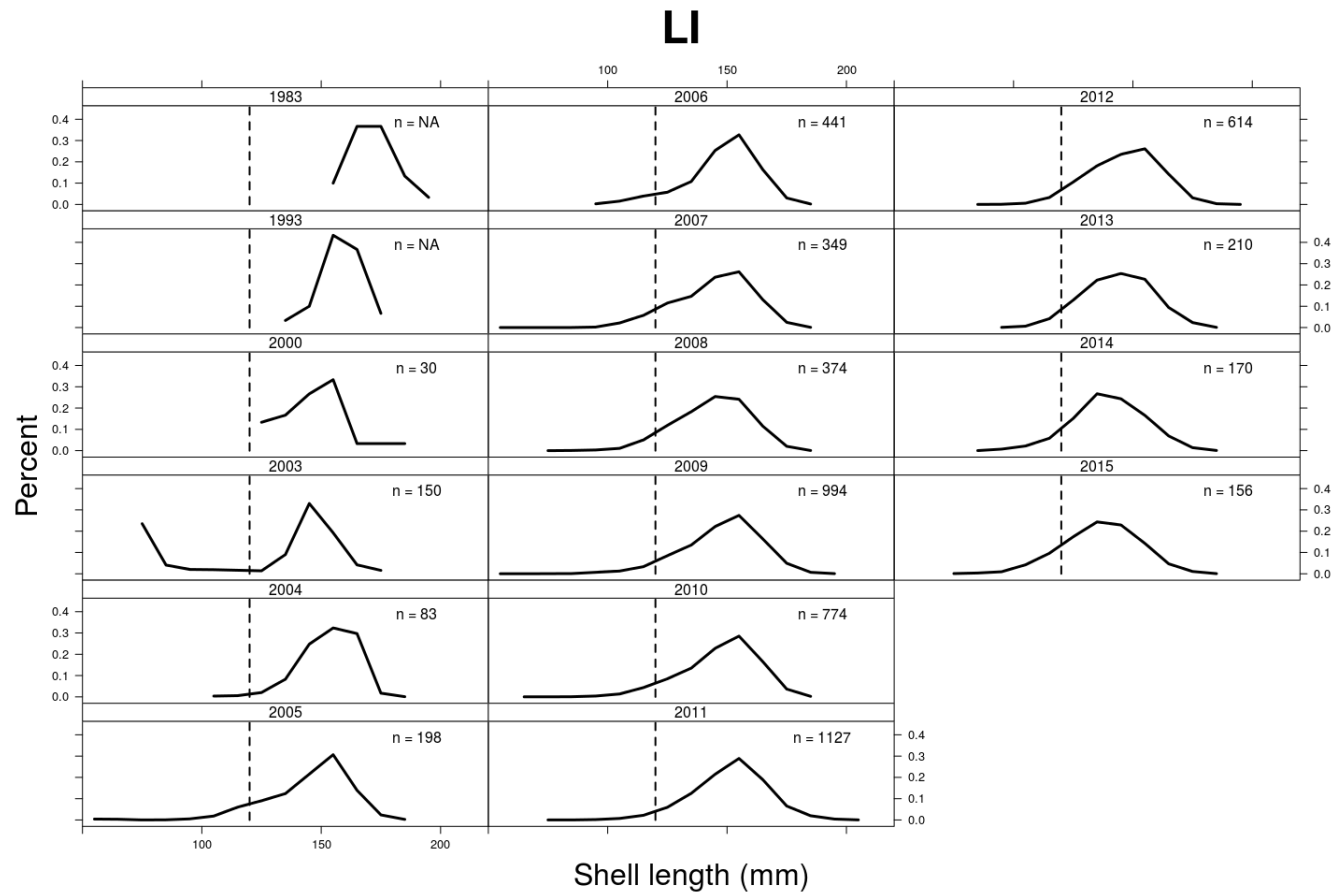 LI
100 150 200
1983 2006 2012
n = NA n = 441 n = 614
0.4
0.3
0.2
0.1
0.0
1993 2007 2013
n = NA n = 349 n = 210
0.4
0.3
0.2
0.1
0.0
2000 2008 2014
n = 30 n = 374 n = 170
0.4
0.3
0.2
0.1
0.0
2003 2009 2015
n = 150 n = 994 n = 156
0.4
0.3
0.2
0.1
0.0
2004 2010
n = 83 n = 774
0.4
0.3
0.2
0.1
0.0
2005 2011
n = 198 n = 1127
0.4
0.3
0.2
0.1
0.0
100 150 200
Percent
Shell length (mm)